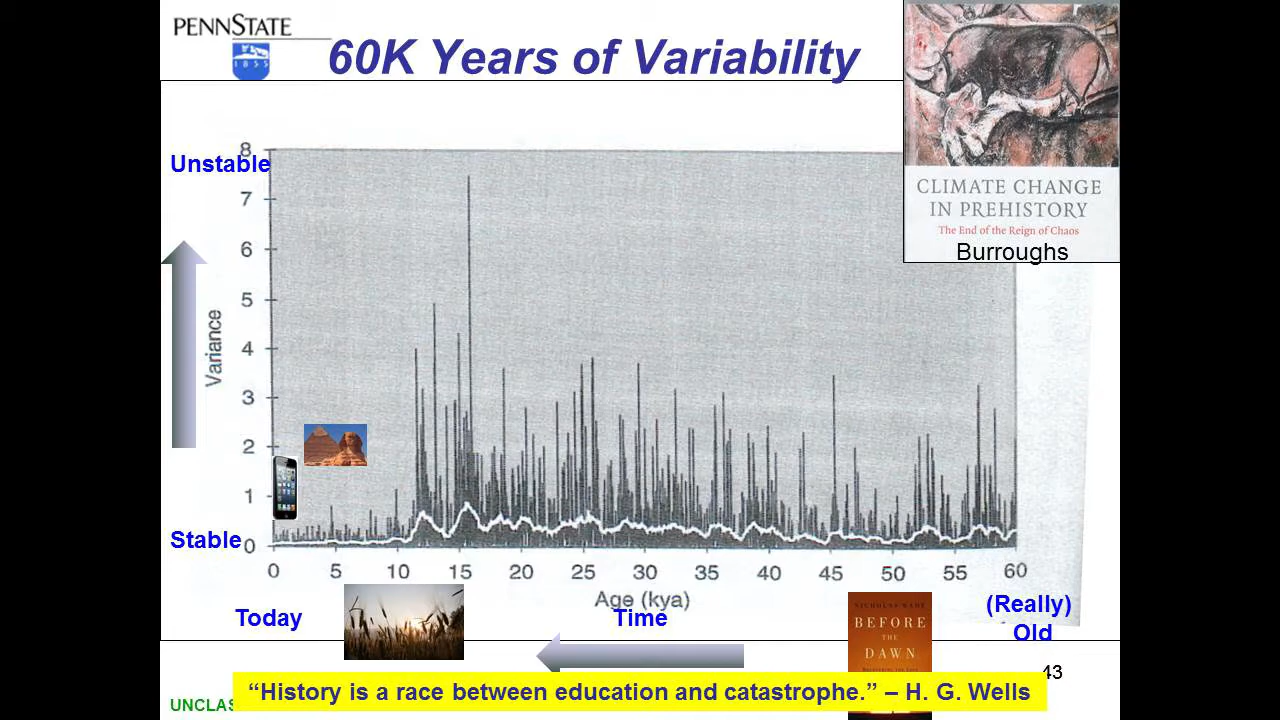 PENNSTATE
I B S S
60K Years of Variability
CLIMATE CHANGE
IN PREHISTORY
The End of the Reign of Chaos
Burroughs
Unstable
8
7
6
5
4
3
2
1
0
Variance
Stable
0 5 10 15 20 25 30 35 40 45 50 55 60
Age (kya)
Today
Time
(Really)
Old
NICHOLAS WADE
BEFORE
THE
DAWN
43
"History is a race between education and catastrophe." – H. G. Wells
UNCLAS